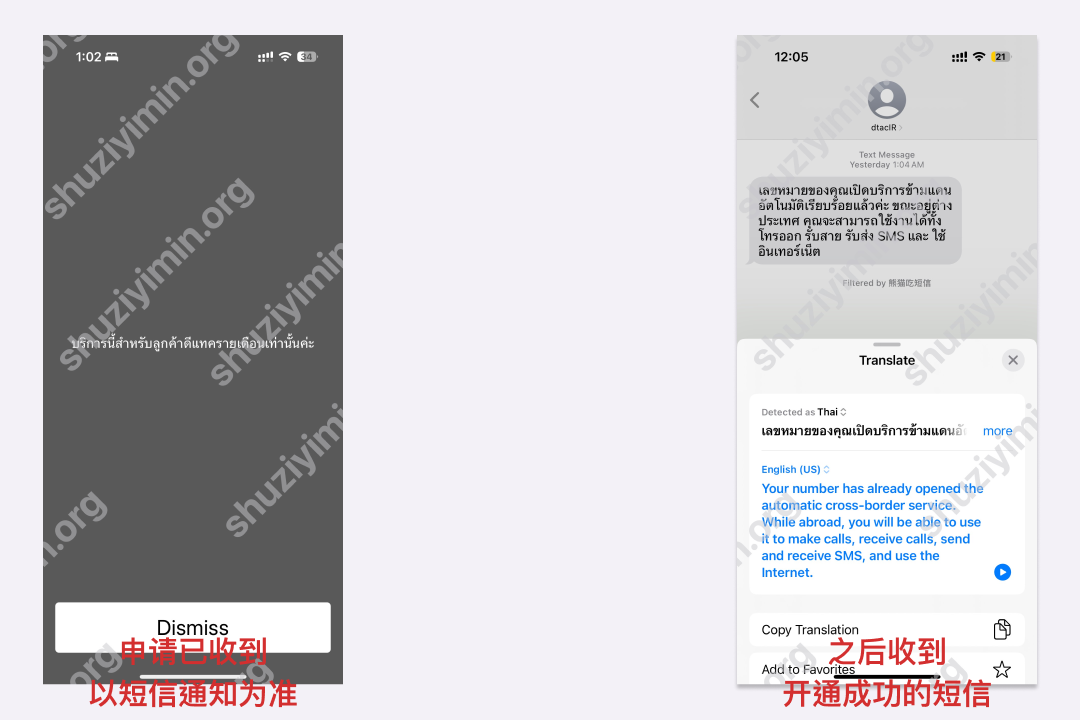 1:02
34
บริการนี้สำหรับลูกค้าดีแทครายเดือนเท่านั้นค่ะ
Dismiss
申请已收到
以短信通知为准
12:05
21
dtacIR
Text Message
Yesterday 1:04 AM
เลขหมายของคุณเปิดบริการข้ามแดน
อัตโนมัติเรียบร้อยแล้วค่ะ ขณะอยู่ต่าง
ประเทศ คุณจะสามารถใช้งานได้ทั้ง
โทรออก รับสาย รับส่ง SMS และ ใช้
อินเทอร์เน็ต
Filtered by 熊猫吃短信
Translate
Detected as Thai
เลขหมายของคุณเปิดบริการข้ามแดนอั
more
English (US)
Your number has already opened the
automatic cross-border service.
While abroad, you will be able to use
it to make calls, receive calls, send
and receive SMS, and use the
Internet.
Copy Translation
Add to Favorites
之后收到
开通成功的短信
shuziyimin.org
shuziyimin.org
shuziyimin.org
shuziyimin.org